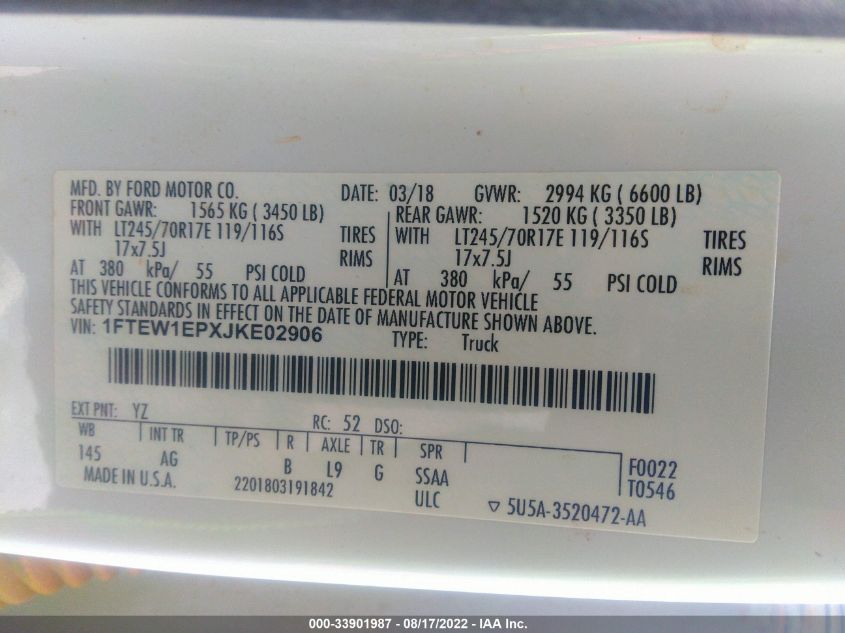 MFD. BY FORD MOTOR CO. DATE: 03/18 GVWR: 2994 KG ( 6600 LB)
FRONT GAWR: 1565 KG ( 3450 LB) REAR GAWR: 1520 KG ( 3350 LB)
WITH LT245/70R17E 119/116S TIRES WITH LT245/70R17E 119/116S TIRES
17x7.5J RIMS 17x7.5J RIMS
AT 380 kPa/ 55 PSI COLD AT 380 kPa/ 55 PSI COLD
THIS VEHICLE CONFORMS TO ALL APPLICABLE FEDERAL MOTOR VEHICLE
SAFETY STANDARDS IN EFFECT ON THE DATE OF MANUFACTURE SHOWN ABOVE.
VIN: 1FTEW1EPXJKE02906 TYPE: Truck
EXT PNT: YZ RC: 52 DSO:
WB INT TR TP/PS R AXLE TR SPR
145 AG B L9 G SSAA F0022
MADE IN U.S.A. 2201803191842 ULC T0546
5U5A-3520472-AA
000-33901987 - 08/17/2022 - IAA Inc.